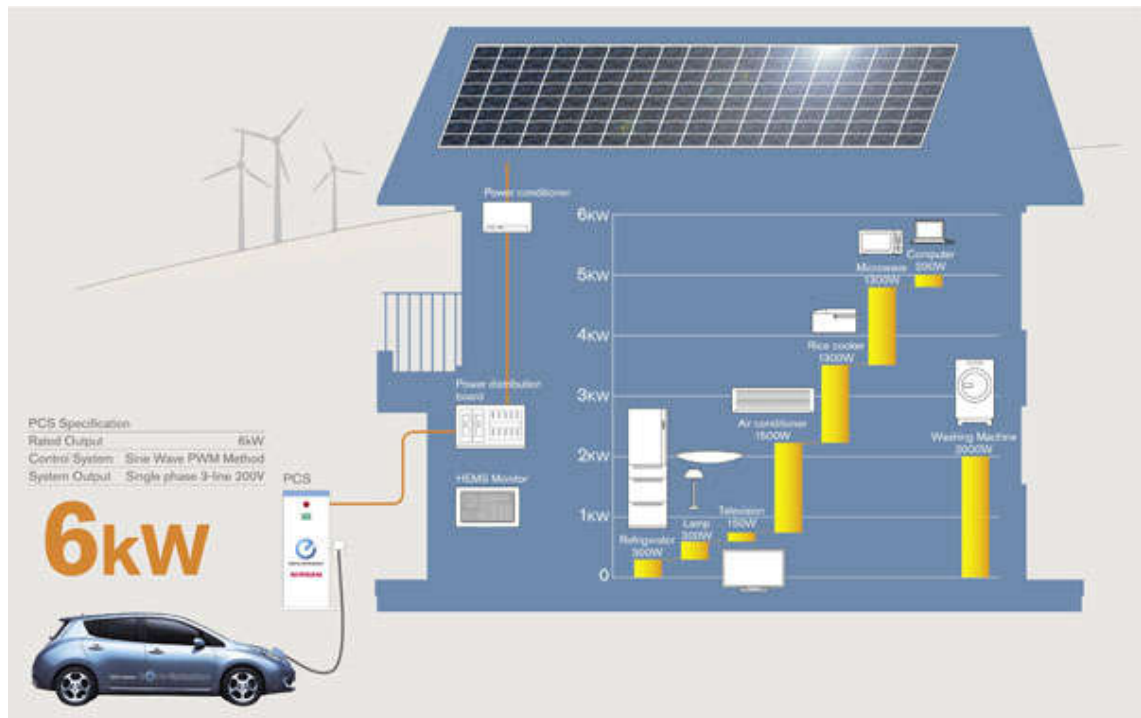 Power conditioner
6kW
5kW
4kW
3kW
2kW
1kW
0
Computer
200W
Microwave
1300W
Rice cooker
1300W
Air conditioner
1500W
Washing Machine
2000W
Television
150W
Lamp
300W
Refrigerator
300W
Power distribution
board
HEMS Monitor
PCS Specification
Rated Output 6kW
Control System Sine Wave PWM Method
System Output Single phase 3-line 200V
6kW
PCS
NISSAN